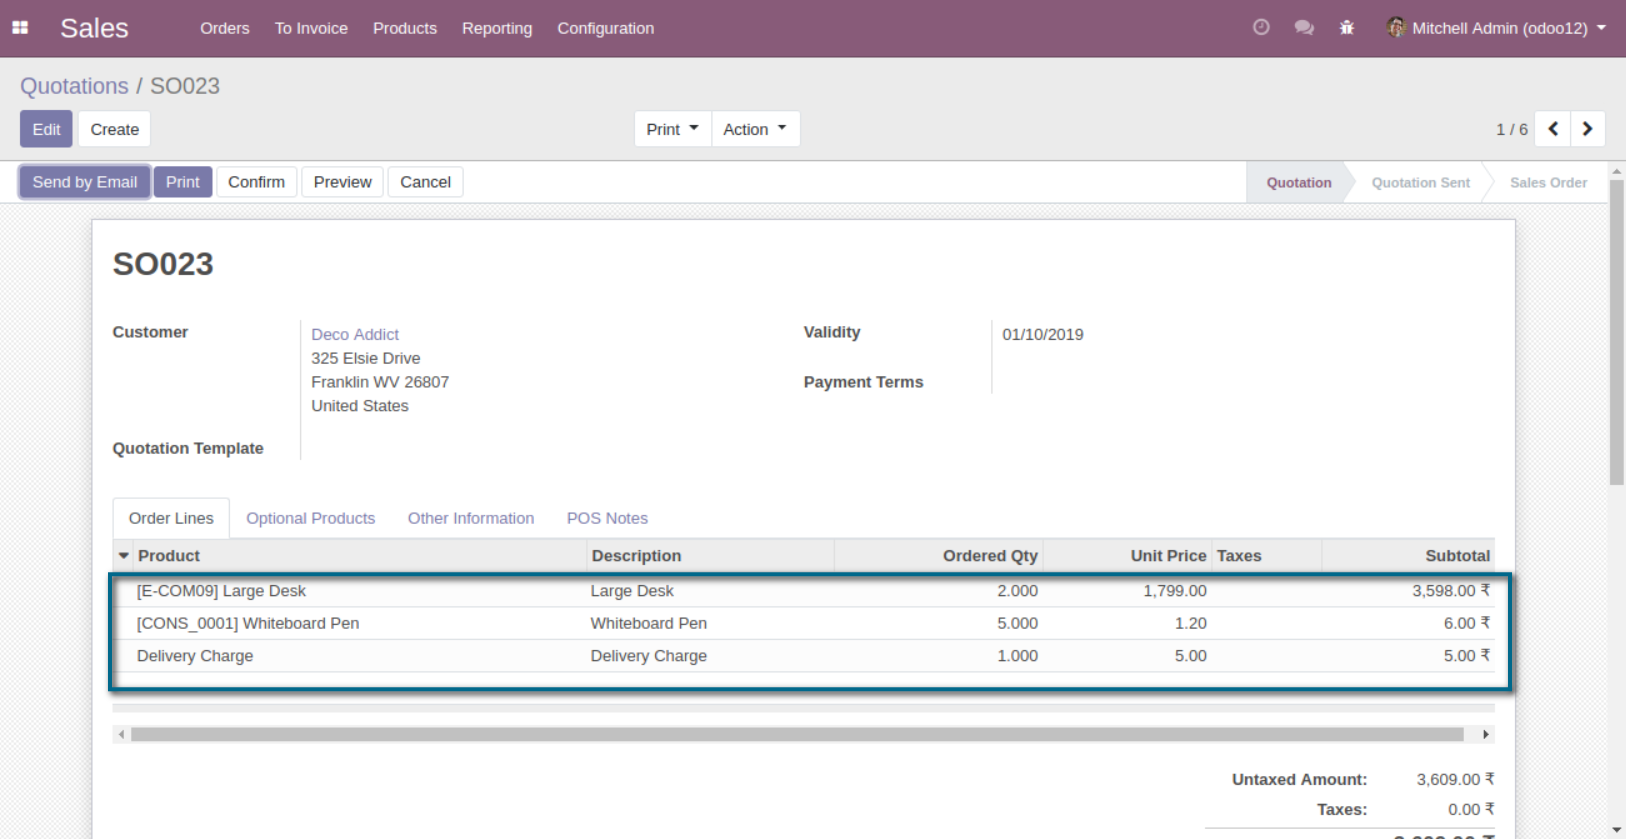 Sales Orders To Invoice Products Reporting Configuration Mitchell Admin (odoo12)
Quotations / SO023
Edit Create Print Action 1 / 6
Send by Email Print Confirm Preview Cancel Quotation Quotation Sent Sales Order
SO023
Customer Deco Addict Validity 01/10/2019
325 Elsie Drive
Franklin WV 26807 Payment Terms
United States
Quotation Template
Order Lines Optional Products Other Information POS Notes
Product Description Ordered Qty Unit Price Taxes Subtotal
[E-COM09] Large Desk Large Desk 2.000 1,799.00 3,598.00 ₹
[CONS_0001] Whiteboard Pen Whiteboard Pen 5.000 1.20 6.00 ₹
Delivery Charge Delivery Charge 1.000 5.00 5.00 ₹
Untaxed Amount: 3,609.00 ₹
Taxes: 0.00 ₹